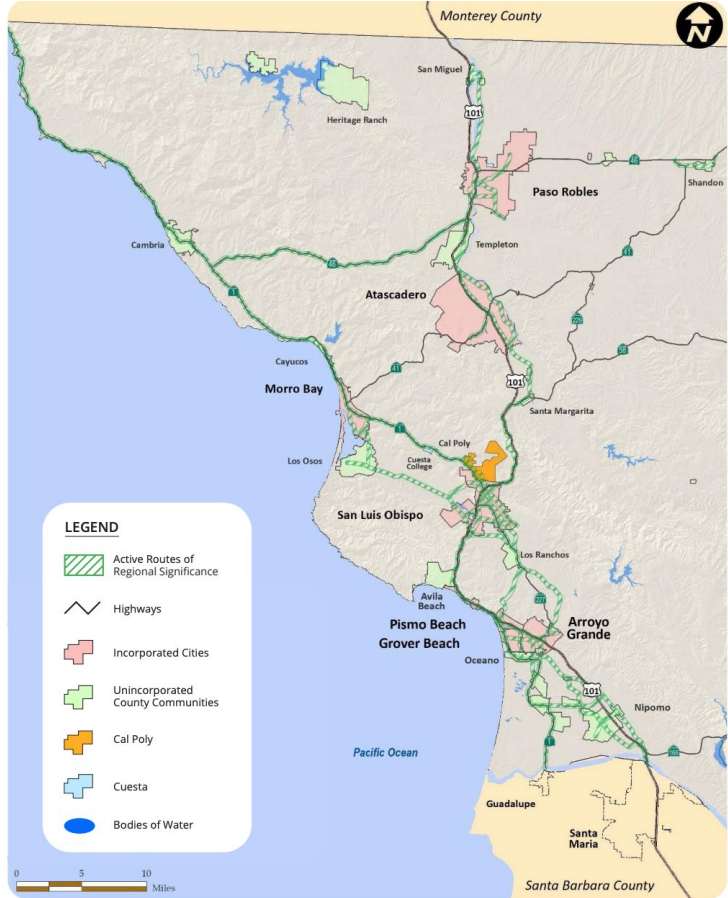 Monterey County
N
San Miguel
101
Heritage Ranch
46
Shandon
Paso Robles
Cambria
Templeton
46
41
1
Atascadero
229
58
Cayucos
41
101
Morro Bay
Santa Margarita
1
Cal Poly
Los Osos
Cuesta
College
San Luis Obispo
Los Ranchos
Avila
Beach
227
Pismo Beach
Arroyo
Grande
Grover Beach
Oceano
101
Nipomo
1
Pacific Ocean
166
Guadalupe
Santa
Maria
Santa Barbara County
LEGEND
Active Routes of
Regional Significance
Highways
Incorporated Cities
Unincorporated
County Communities
Cal Poly
Cuesta
Bodies of Water
0 5 10
Miles